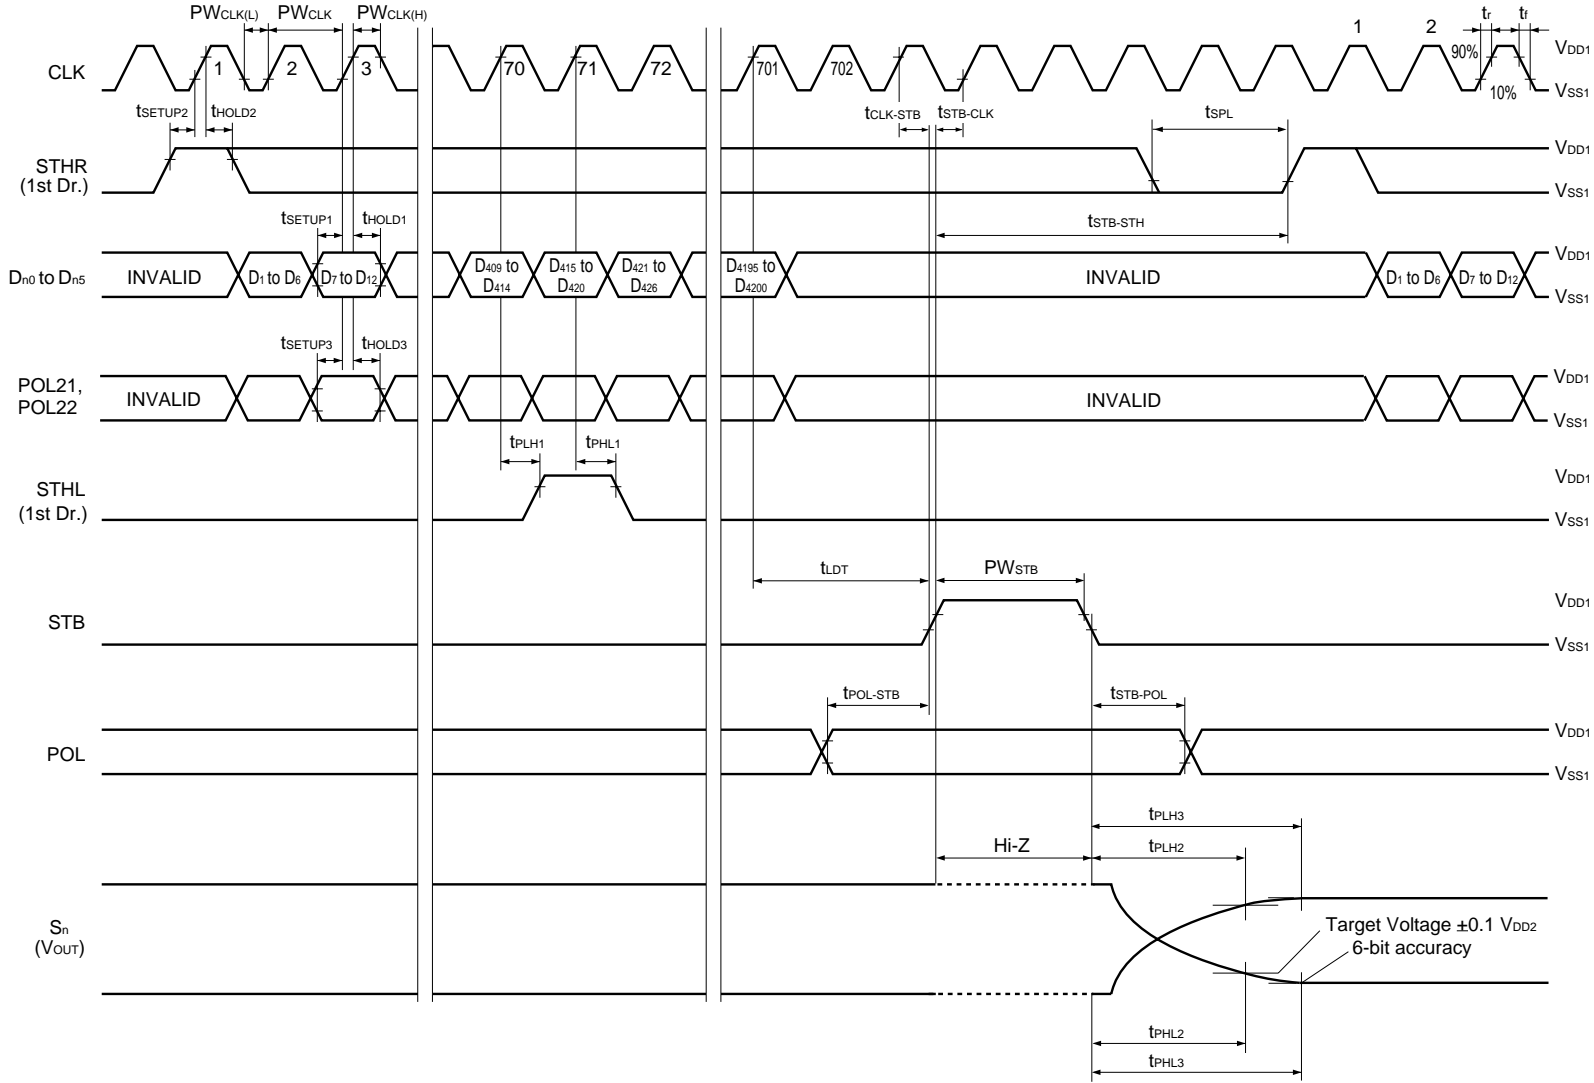 PWCLK(L) PWCLK PWCLK(H) 1 2 tr tf
CLK 1 2 3 70 71 72 701 702 90% 10% VDD1
VSS1
tSETUP2 tHOLD2 tCLK-STB tSTB-CLK tSPL
STHR
(1st Dr.)
VDD1
VSS1
tSETUP1 tHOLD1 tSTB-STH
Dn0 to Dn5 INVALID D1 to D6 D7 to D12 D409 to
D414 D415 to
D420 D421 to
D426 D4195 to
D4200 INVALID D1 to D6 D7 to D12 VDD1
VSS1
tSETUP3 tHOLD3
POL21,
POL22 INVALID INVALID VDD1
VSS1
tPLH1 tPHL1
STHL
(1st Dr.)
VDD1
VSS1
tLDT PWSTB
STB VDD1
VSS1
tPOL-STB tSTB-POL
POL VDD1
VSS1
tPLH3
Hi-Z tPLH2
Sn
(VOUT)
Target Voltage ±0.1 VDD2
6-bit accuracy
tPHL2
tPHL3